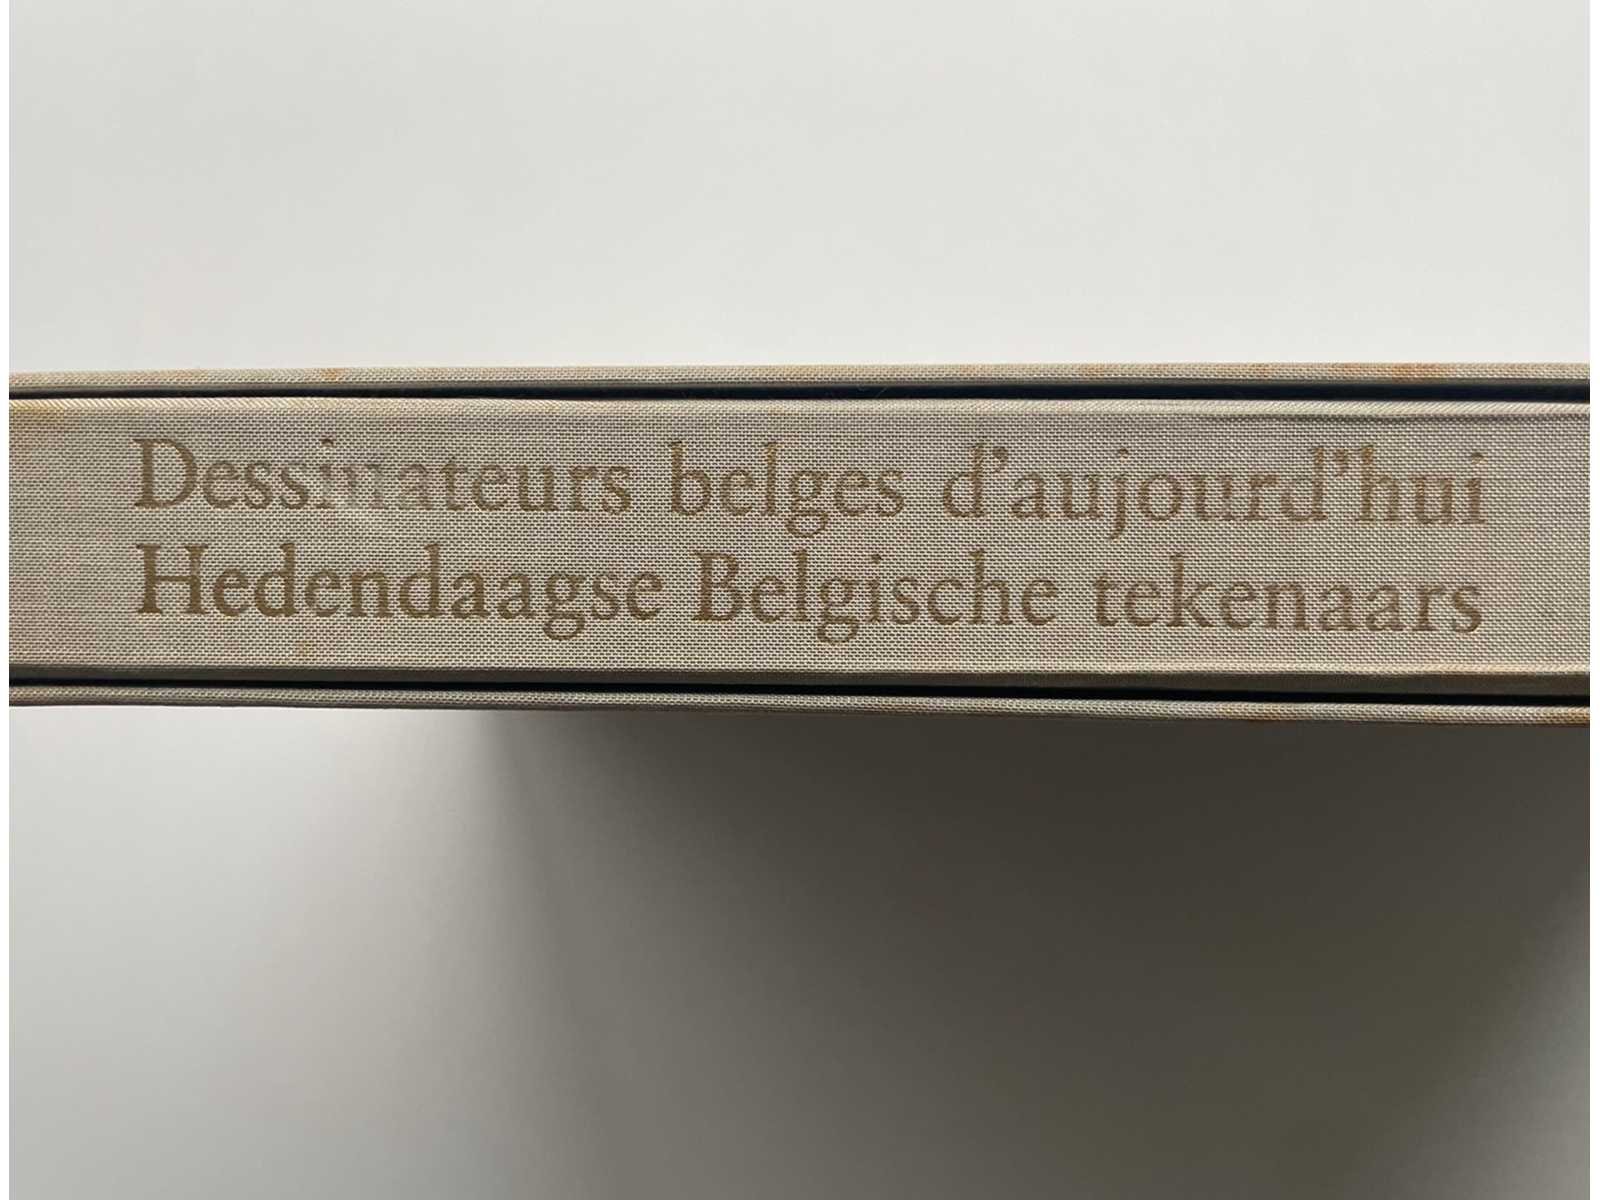 Dessinateurs belges d'aujourd'hui
Hedendaagse Belgische tekenaars